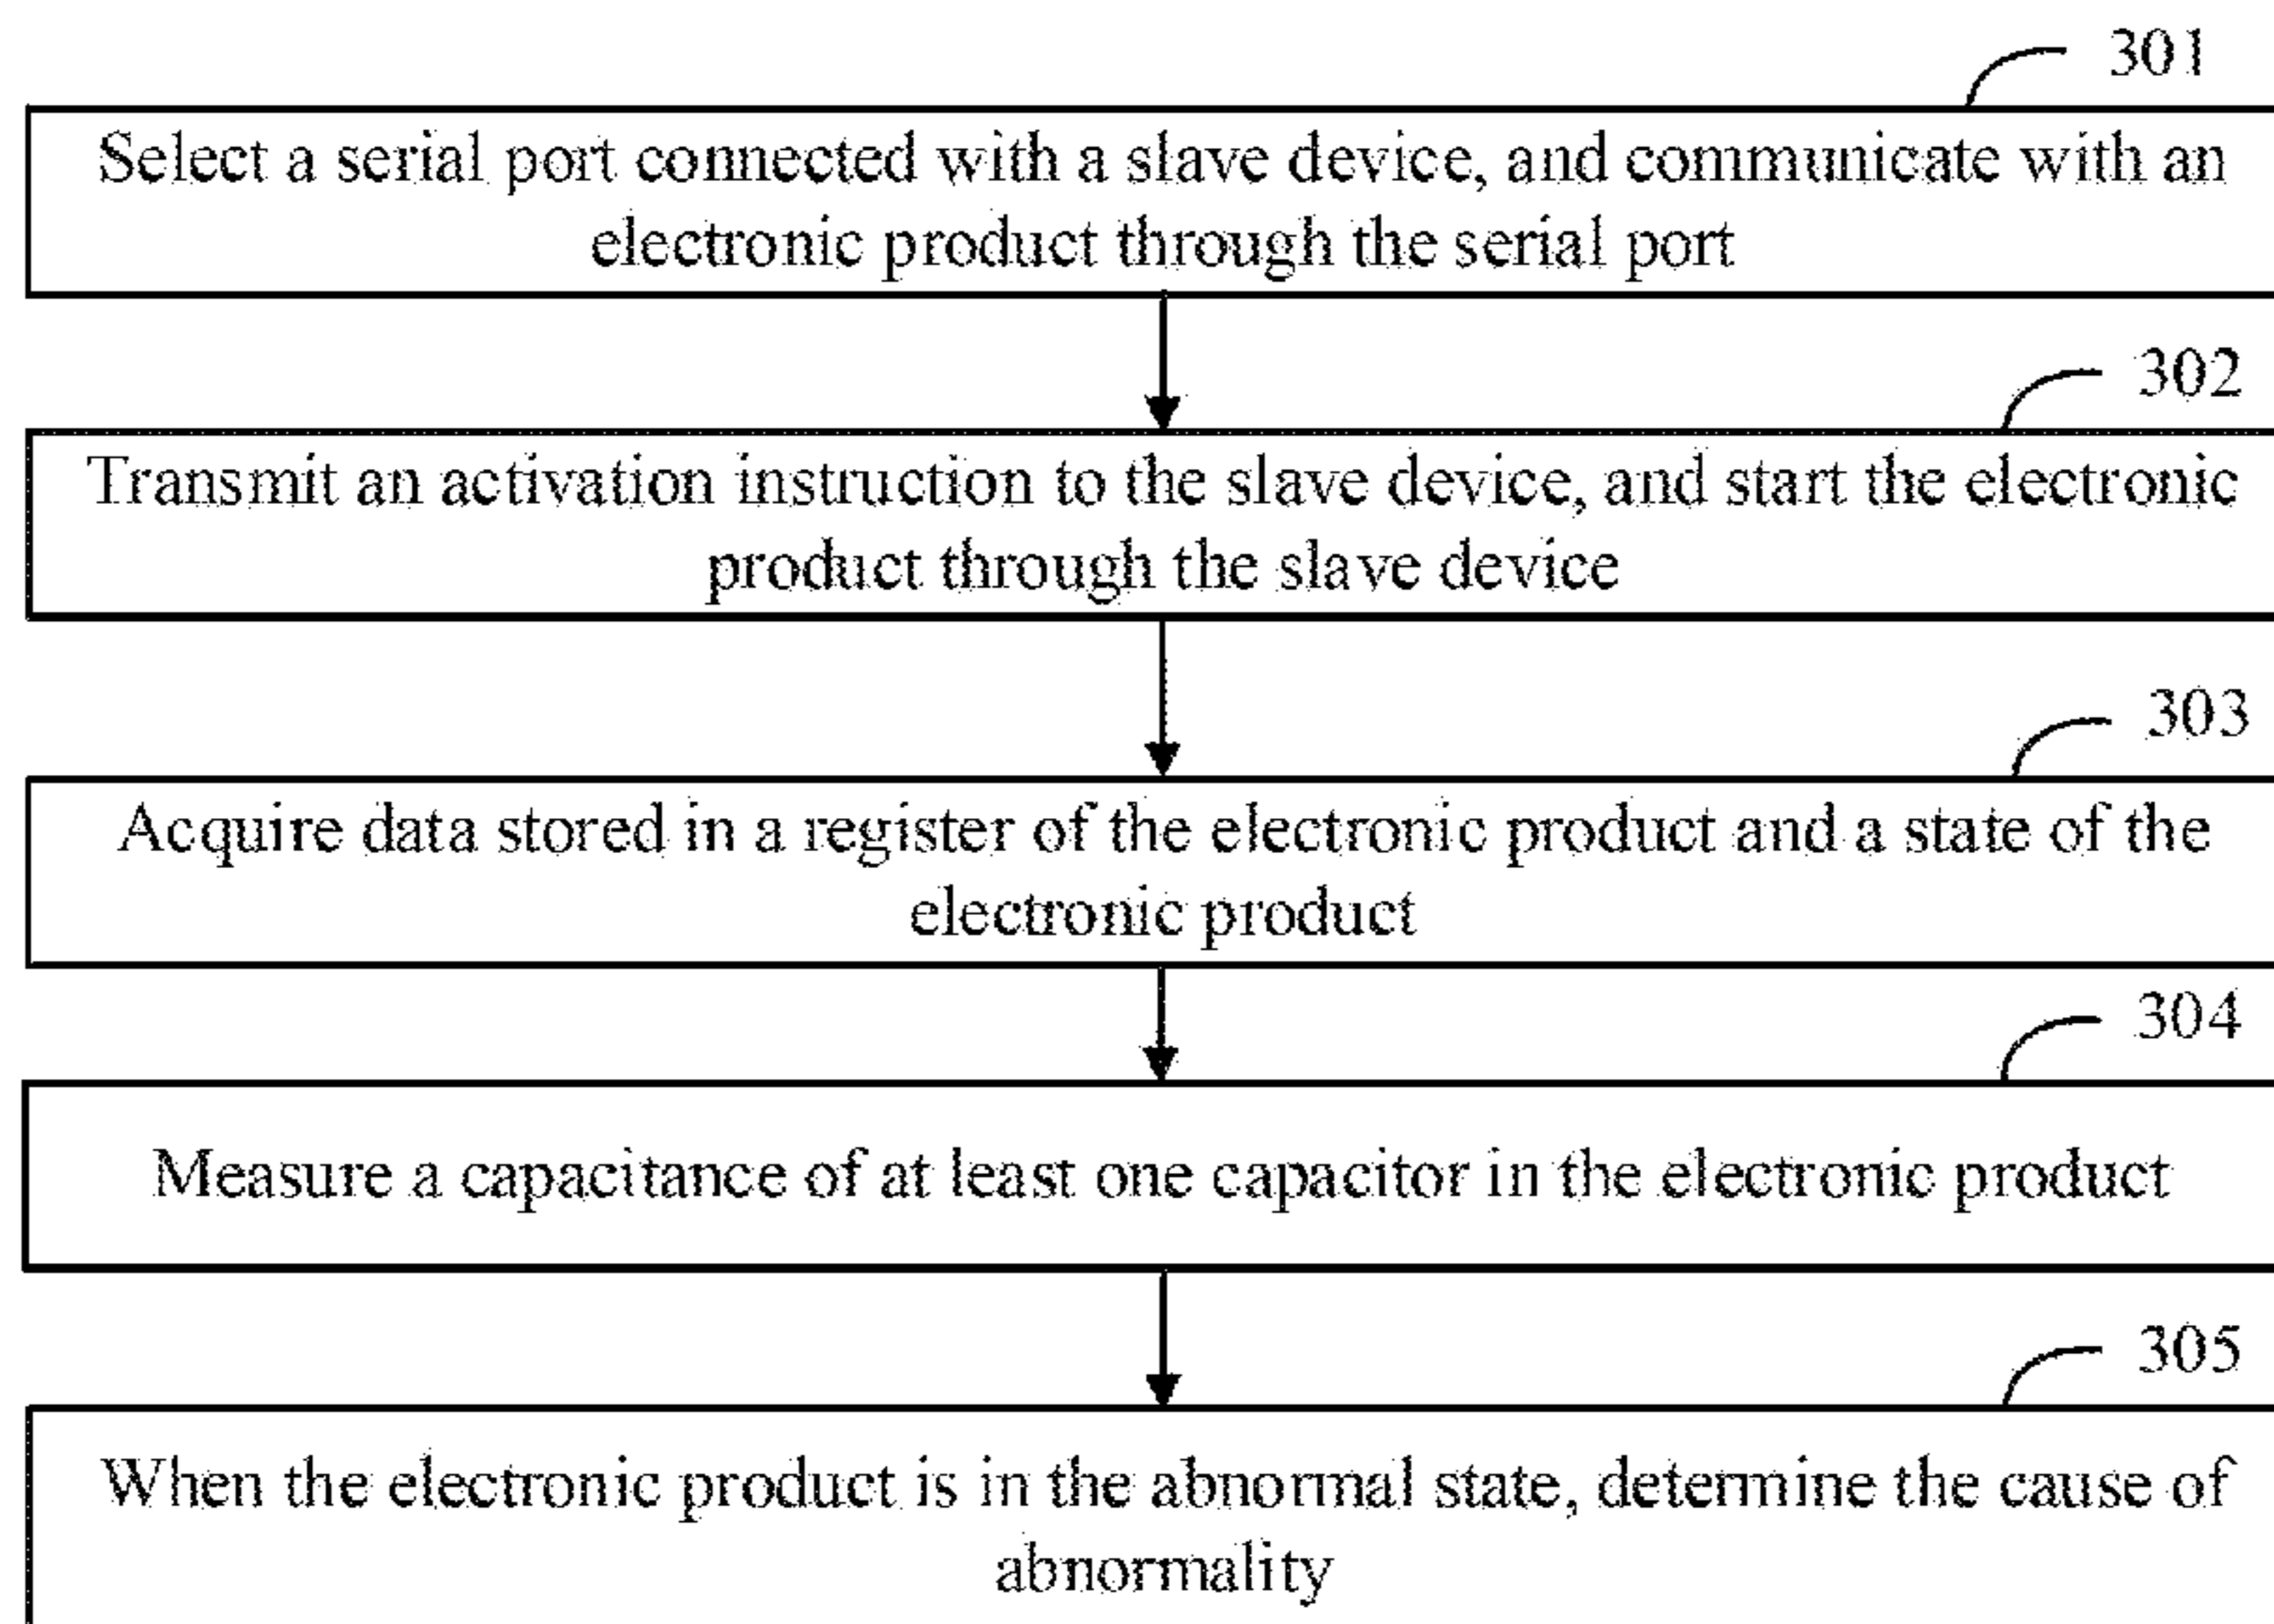 301
Select a serial port connected with a slave device, and communicate with an
electronic product through the serial port
302
Transmit an activation instruction to the slave device, and start the electronic
product through the slave device
303
Acquire data stored in a register of the electronic product and a state of the
electronic product
304
Measure a capacitance of at least one capacitor in the electronic product
305
When the electronic product is in the abnormal state, determine the cause of
abnormality